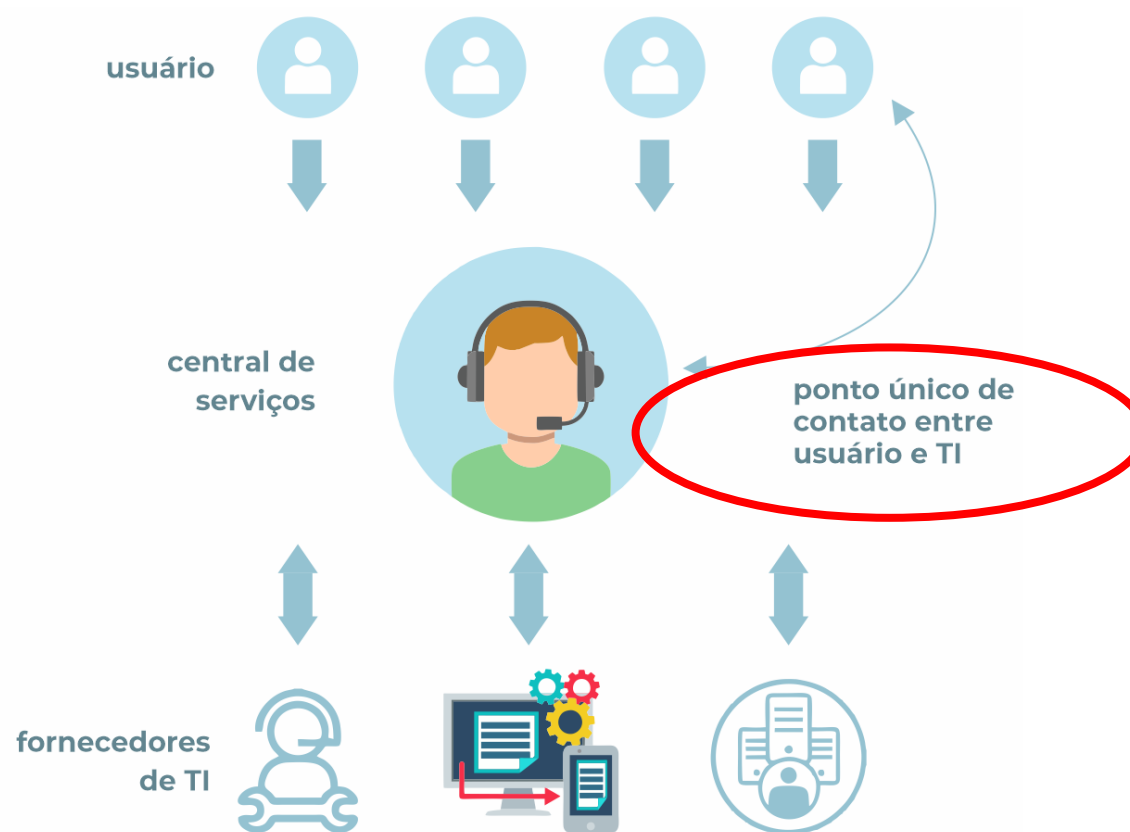 usuário
central de
serviços
ponto único de
contato entre
usuário e TI
fornecedores
de TI